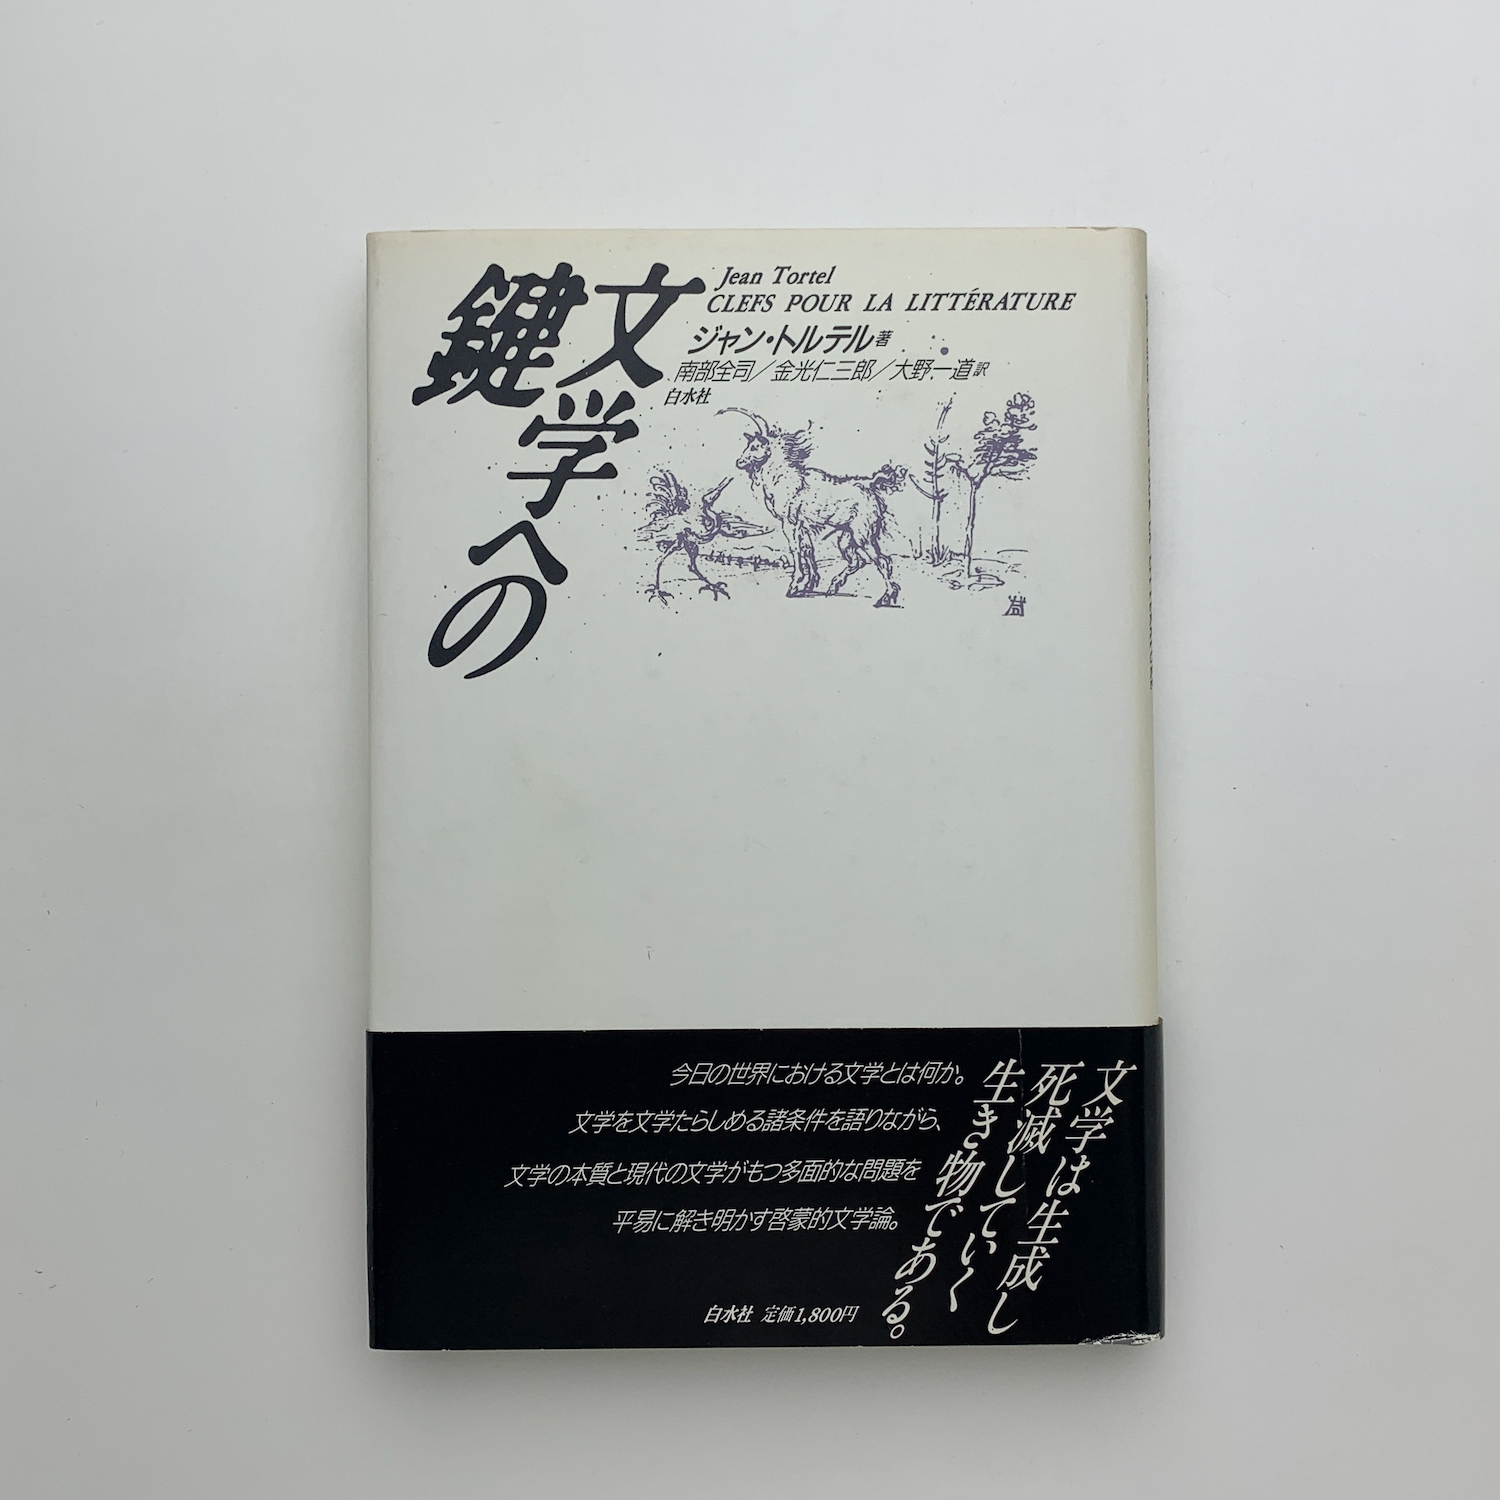 Jean Tortel
CLEFS POUR LA LITTÉRATURE
文学への
鍵
ジャン・トルテル著
南部全司／金光仁三郎／大野一道訳
白水社
文学は生成し
死滅していく
生き物である。
今日の世界における文学とは何か。
文学を文学たらしめる諸条件を語りながら、
文学の本質と現代の文学がもつ多面的な問題を
平易に解き明かす啓蒙的文学論。
白水社 定価1,800円